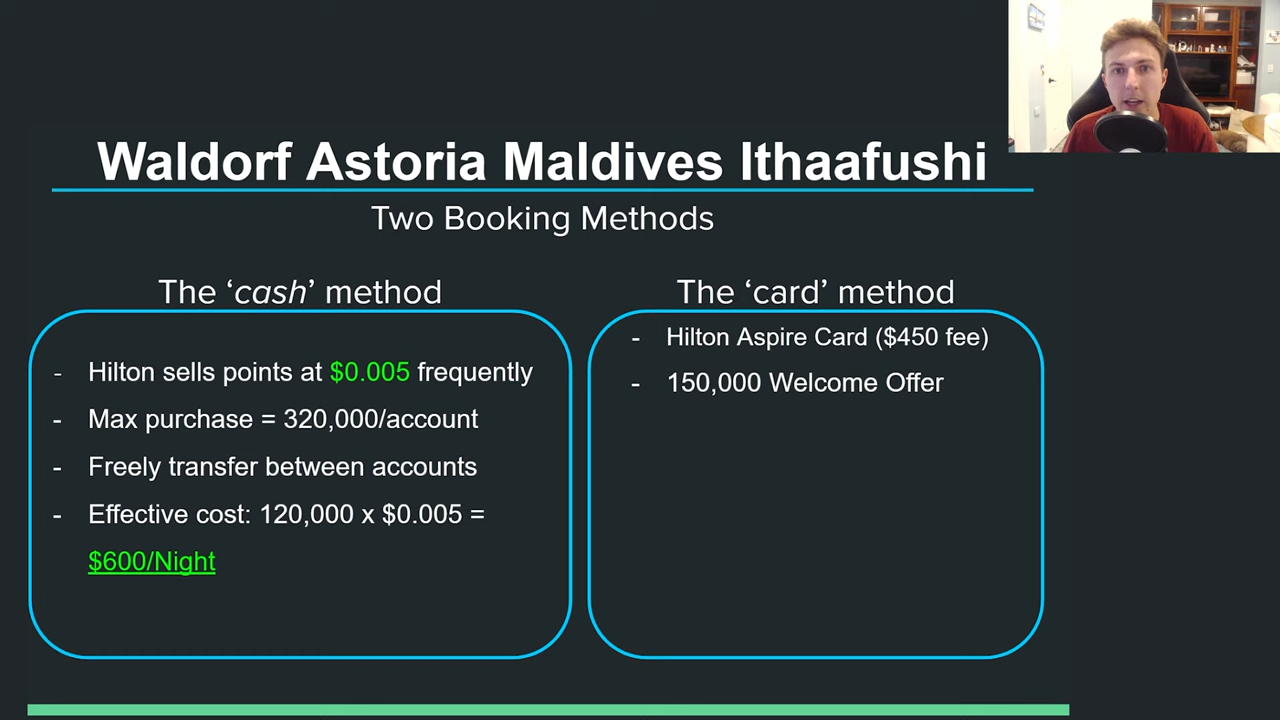 Waldorf Astoria Maldives Ithaafushi
Two Booking Methods
The ‘cash’ method
- Hilton sells points at $0.005 frequently
- Max purchase = 320,000/account
- Freely transfer between accounts
- Effective cost: 120,000 x $0.005 =
$600/Night
The ‘card’ method
- Hilton Aspire Card ($450 fee)
- 150,000 Welcome Offer